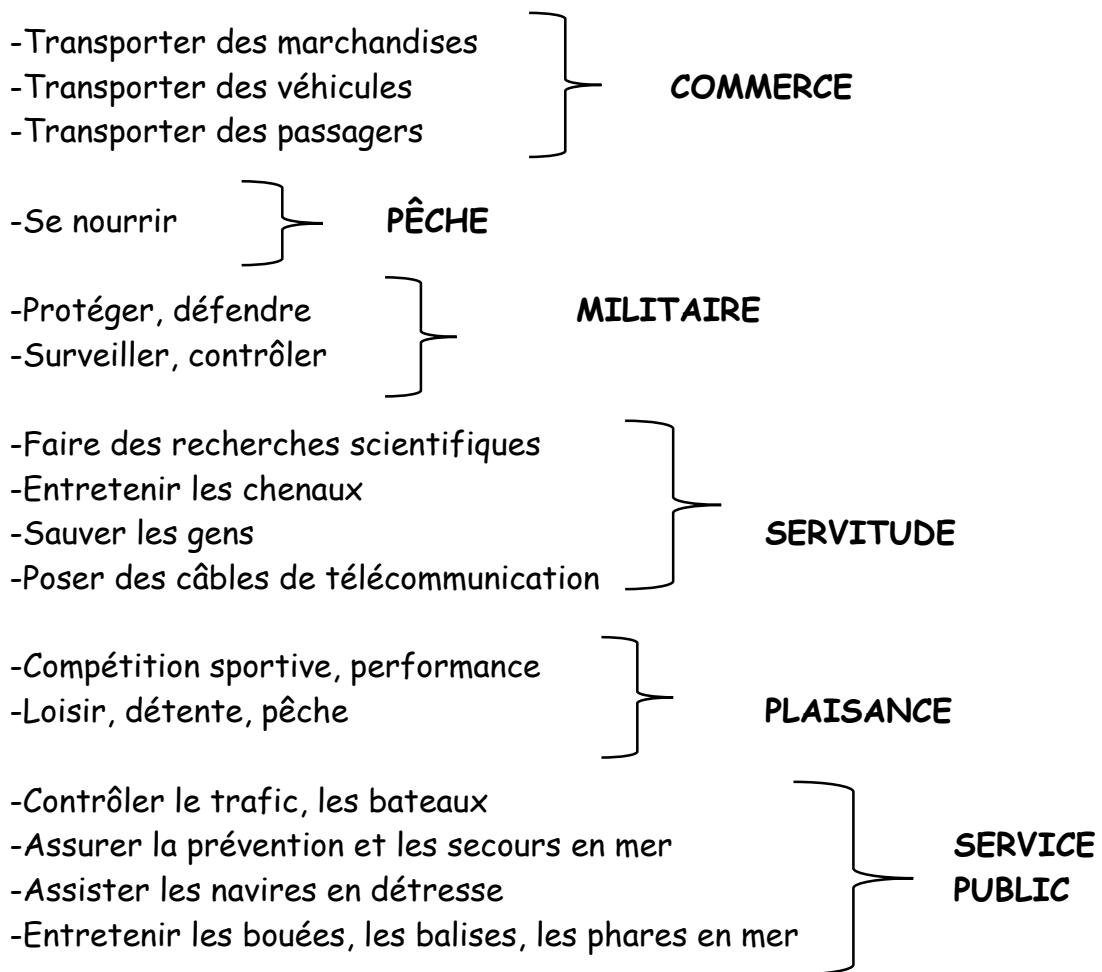 -Transporter des marchandises
-Transporter des véhicules
-Transporter des passagers
COMMERCE
-Se nourrir
PÊCHE
-Protéger, défendre
-Surveiller, contrôler
MILITAIRE
-Faire des recherches scientifiques
-Entretenir les chenaux
-Sauver les gens
-Poser des câbles de télécommunication
SERVITUDE
-Compétition sportive, performance
-Loisir, détente, pêche
PLAISANCE
-Contrôler le trafic, les bateaux
-Assurer la prévention et les secours en mer
-Assister les navires en détresse
-Entretenir les bouées, les balises, les phares en mer
SERVICE
PUBLIC